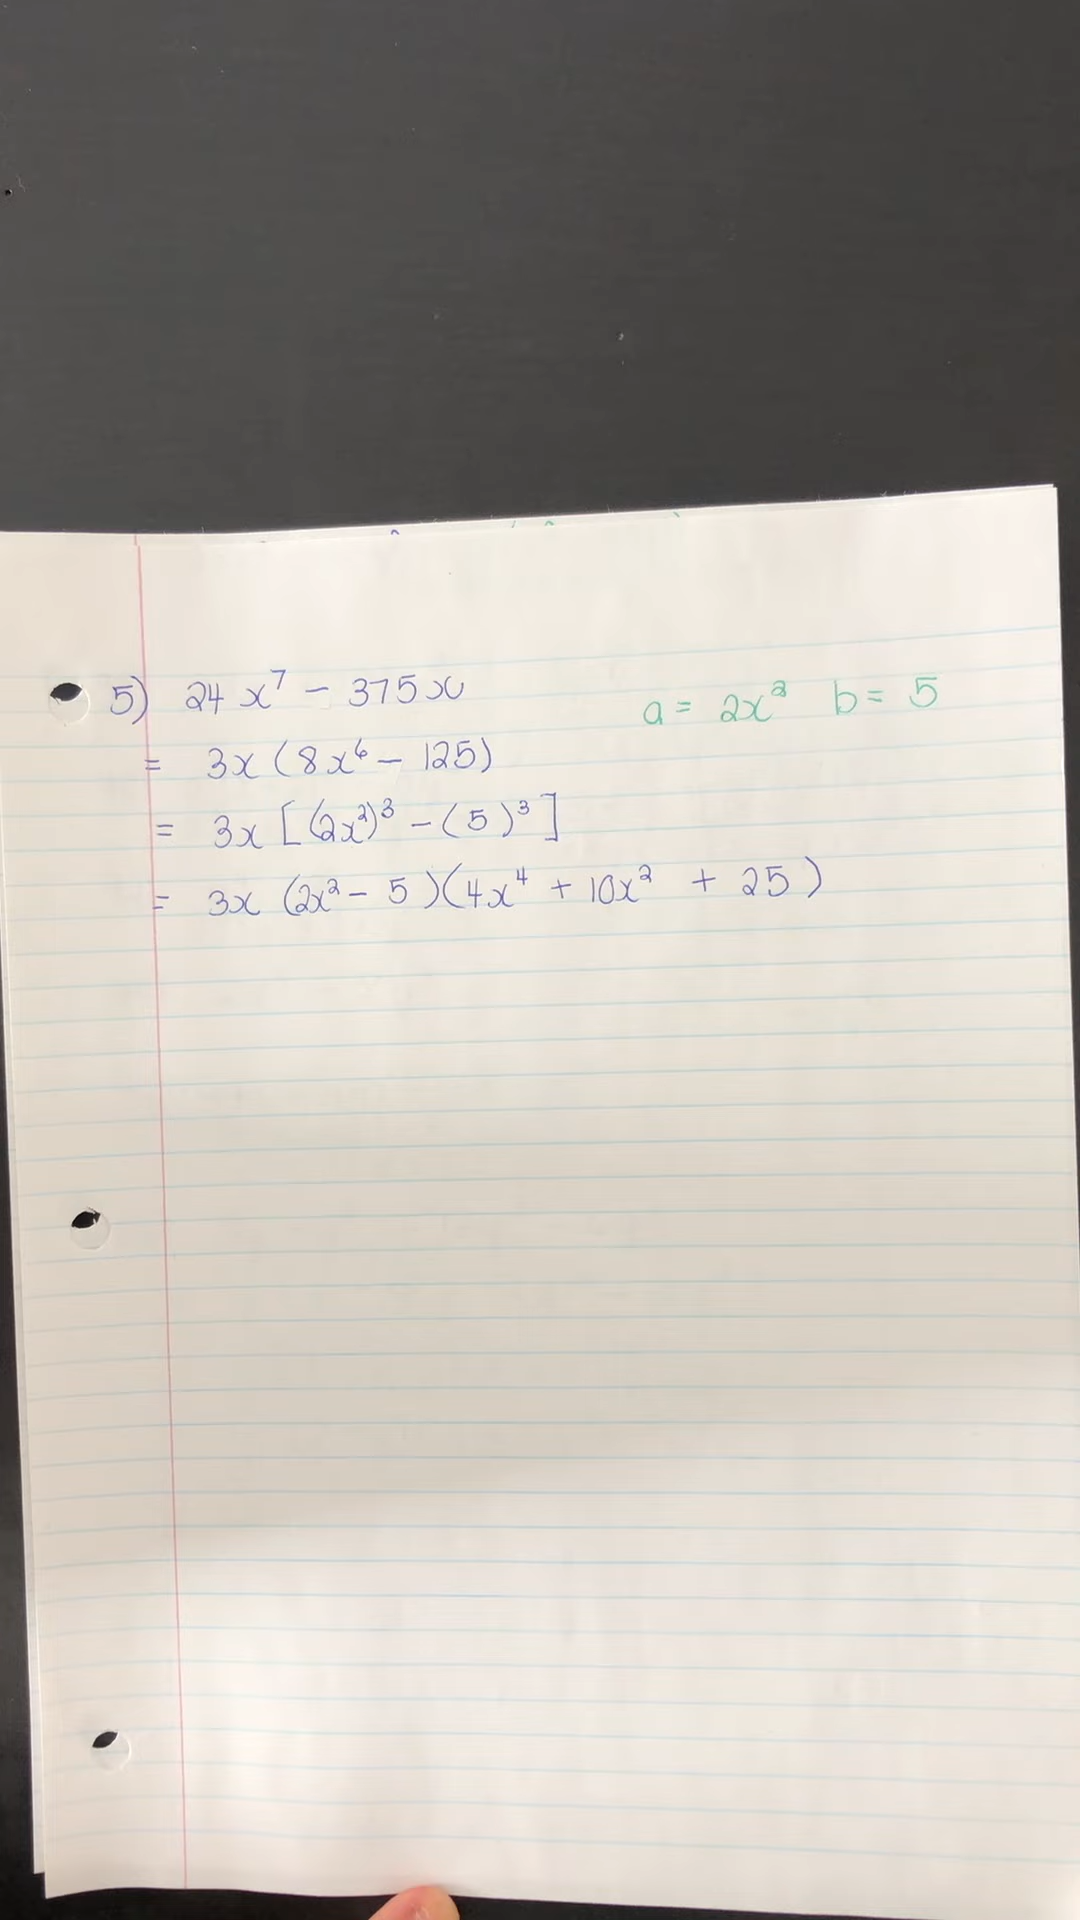 5) 24x⁷ - 375x
a = 2x² b = 5
= 3x (8x⁶ - 125)
= 3x [(2x²)³ - (5)³]
= 3x (2x² - 5)(4x⁴ + 10x² + 25)